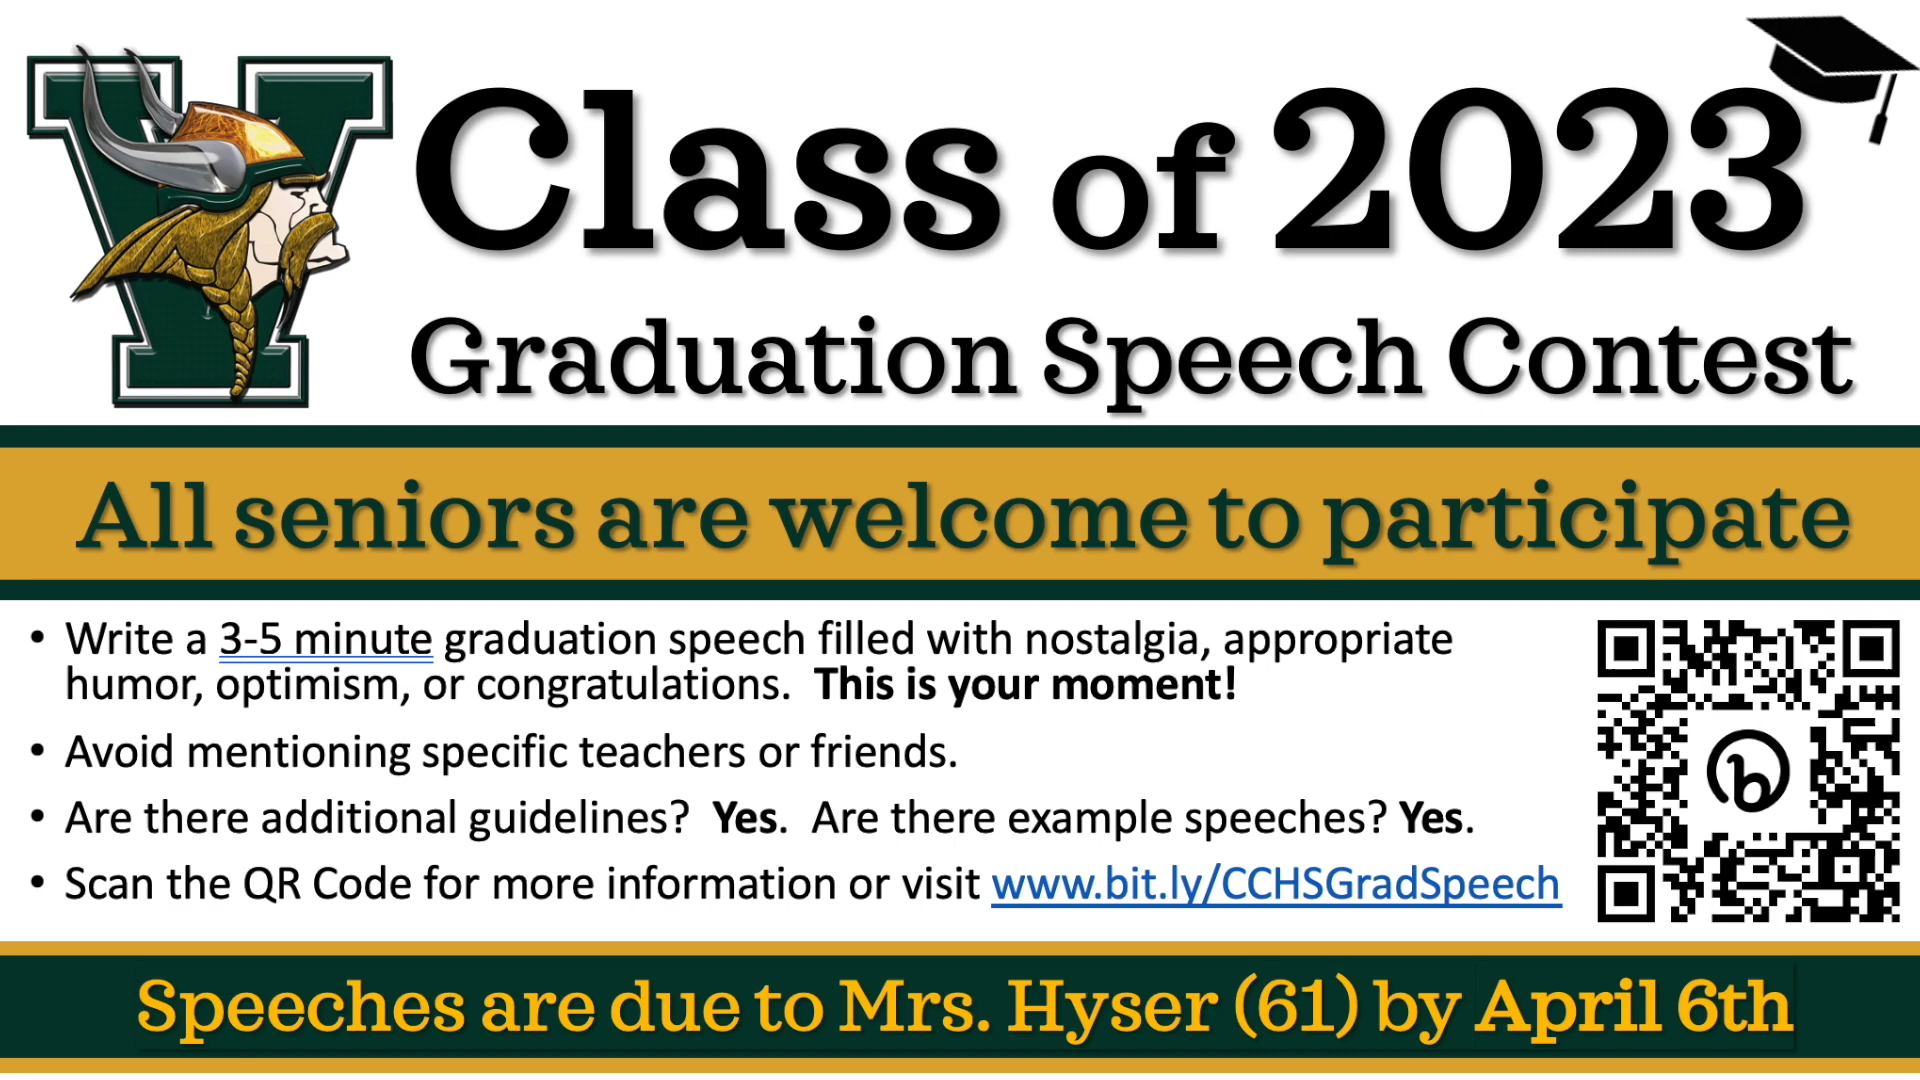 V
Class of 2023
Graduation Speech Contest
All seniors are welcome to participate
• Write a 3-5 minute graduation speech filled with nostalgia, appropriate
humor, optimism, or congratulations.  This is your moment!
• Avoid mentioning specific teachers or friends.
• Are there additional guidelines?  Yes.  Are there example speeches? Yes.
• Scan the QR Code for more information or visit www.bit.ly/CCHSGradSpeech
b
Speeches are due to Mrs. Hyser (61) by April 6th